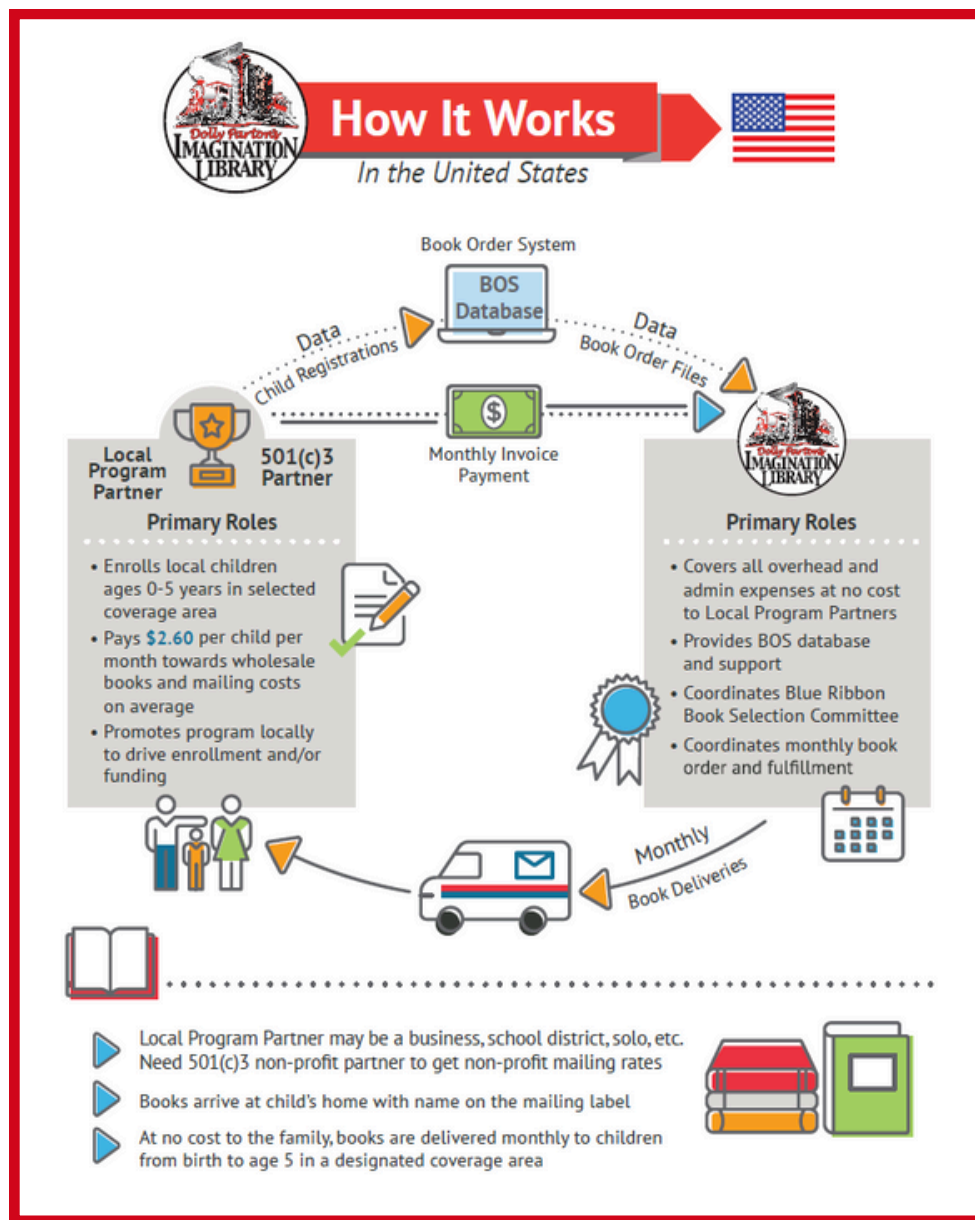 Dolly Parton's
IMAGINATION
LIBRARY
How It Works
In the United States
Book Order System
BOS
Database
Data
Child Registrations
Data
Book Order Files
$
Monthly Invoice
Payment
Local
Program
Partner
501(c)3
Partner
Primary Roles
• Enrolls local children
ages 0-5 years in selected
coverage area
• Pays $2.60 per child per
month towards wholesale
books and mailing costs
on average
• Promotes program locally
to drive enrollment and/or
funding
Dolly Parton's
IMAGINATION
LIBRARY
Primary Roles
• Covers all overhead and
admin expenses at no cost
to Local Program Partners
• Provides BOS database
and support
• Coordinates Blue Ribbon
Book Selection Committee
• Coordinates monthly book
order and fulfillment
Monthly
Book Deliveries
Local Program Partner may be a business, school district, solo, etc.
Need 501(c)3 non-profit partner to get non-profit mailing rates
Books arrive at child's home with name on the mailing label
At no cost to the family, books are delivered monthly to children
from birth to age 5 in a designated coverage area